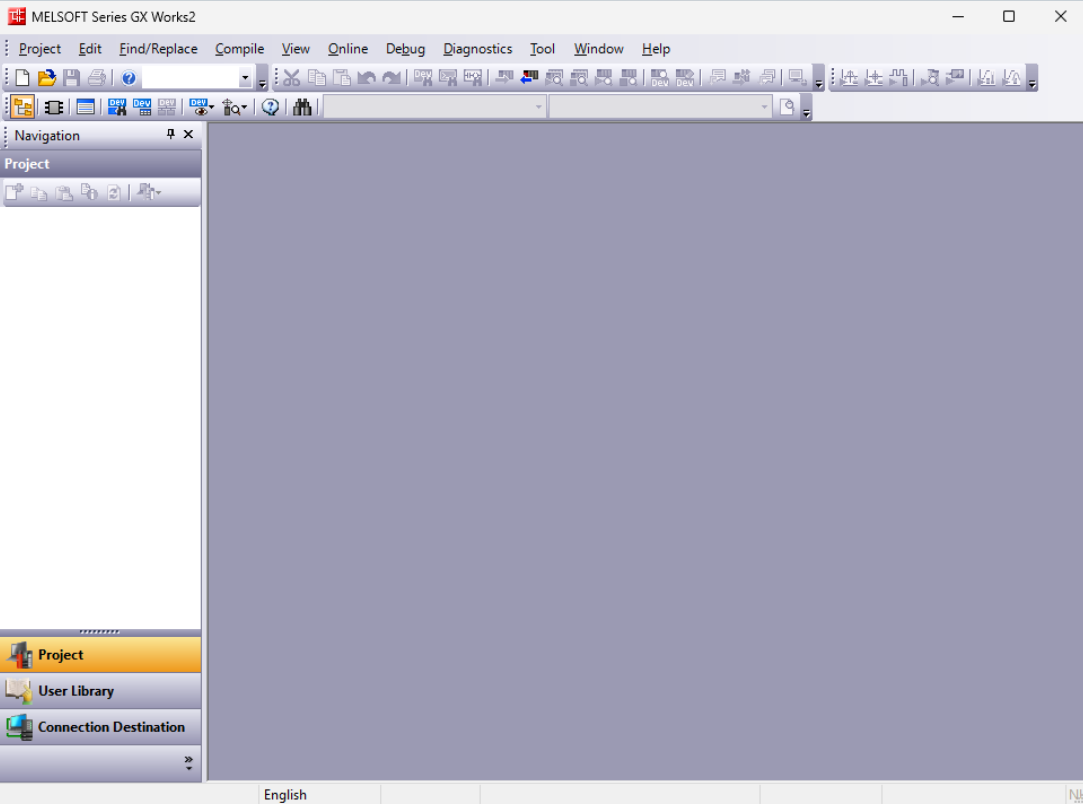 MELSOFT Series GX Works2
Project Edit Find/Replace Compile View Online Debug Diagnostics Tool Window Help
Navigation
Project
Project
User Library
Connection Destination
English